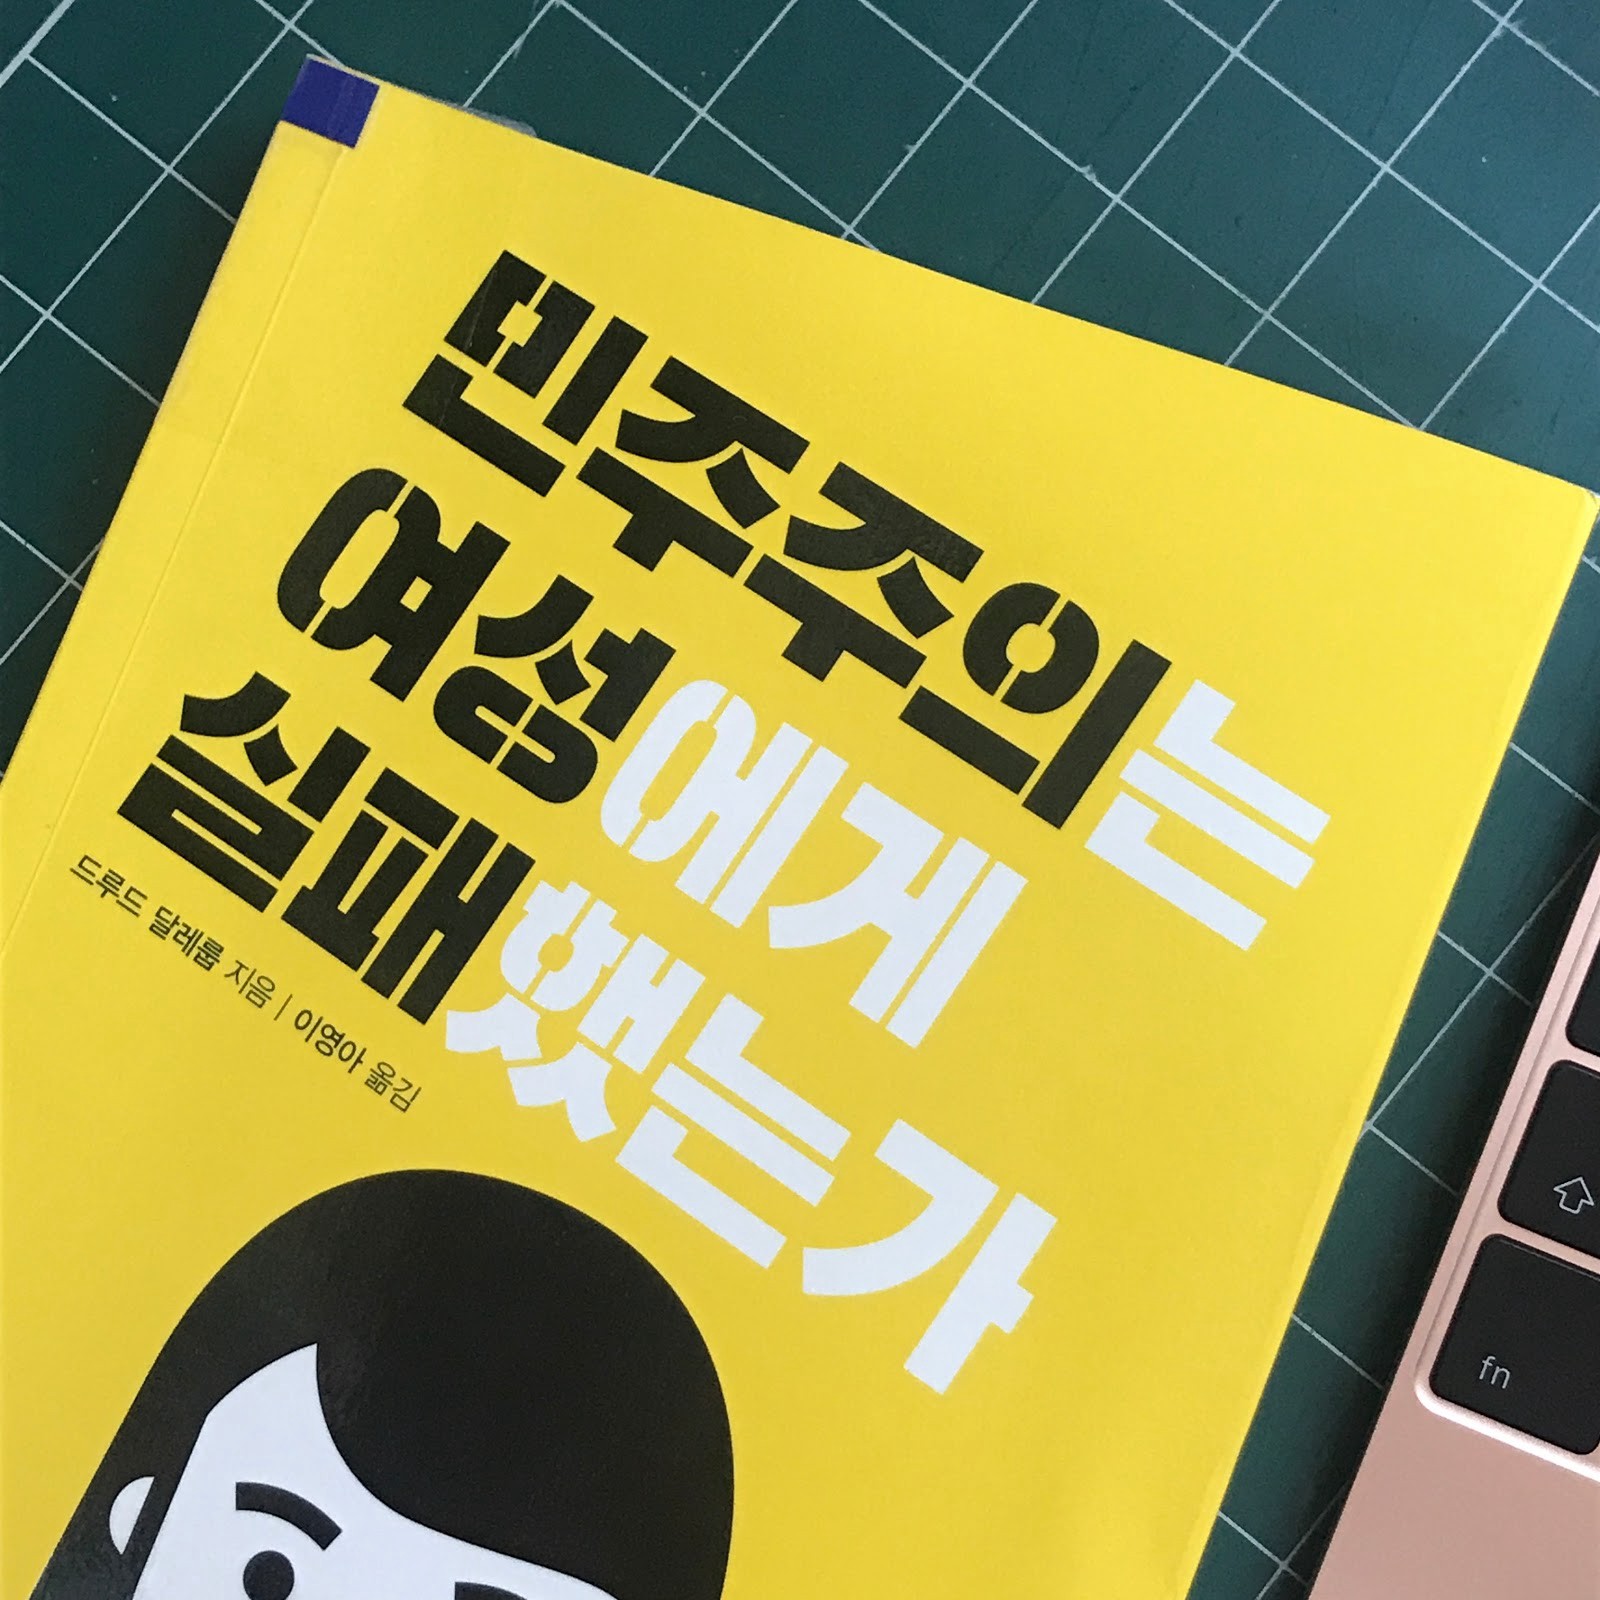 민주주의는
여성에게
실패했는가
드루드 달레룹 지음 | 이영아 옮김
fn